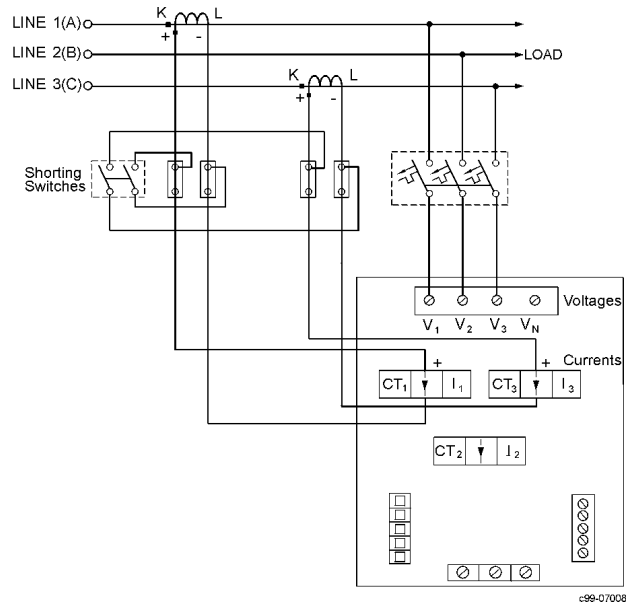 K L
LINE 1(A)
+ -
LINE 2(B)
LOAD
K L
LINE 3(C)
+ -
Shorting
Switches
Voltages
V1 V2 V3 VN
+ + Currents
CT1 I1 CT3 I3
CT2 I2
c99-07008